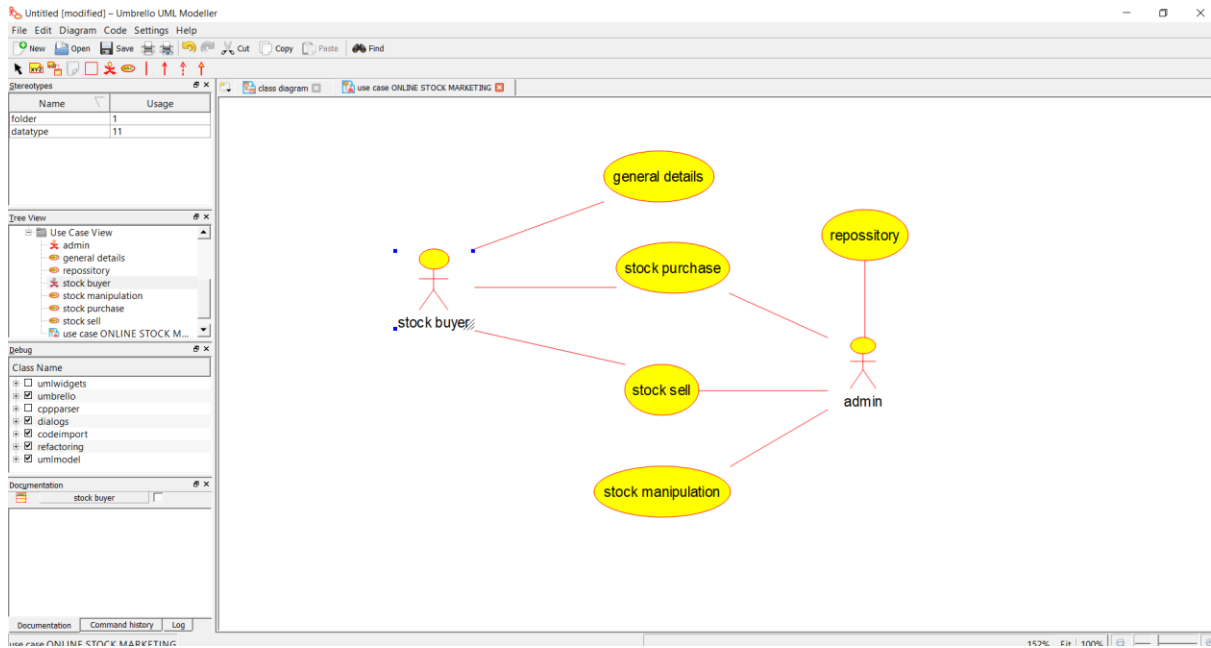 Untitled [modified] – Umbrello UML Modeller
File Edit Diagram Code Settings Help
New Open Save Cut Copy Paste Find
Stereotypes
Name Usage
folder 1
datatype 11
Tree View
Use Case View
admin
general details
repossitory
stock buyer
stock manipulation
stock purchase
stock sell
use case ONLINE STOCK M...
Debug
Class Name
umlwidgets
umbrello
cppparser
dialogs
codeimport
refactoring
umlmodel
Documentation
stock buyer
Documentation Command history Log
class diagram use case ONLINE STOCK MARKETING
general details
repossitory
stock purchase
stock buyer
stock sell
admin
stock manipulation
use case ONLINE STOCK MARKETING 152% Fit 100%